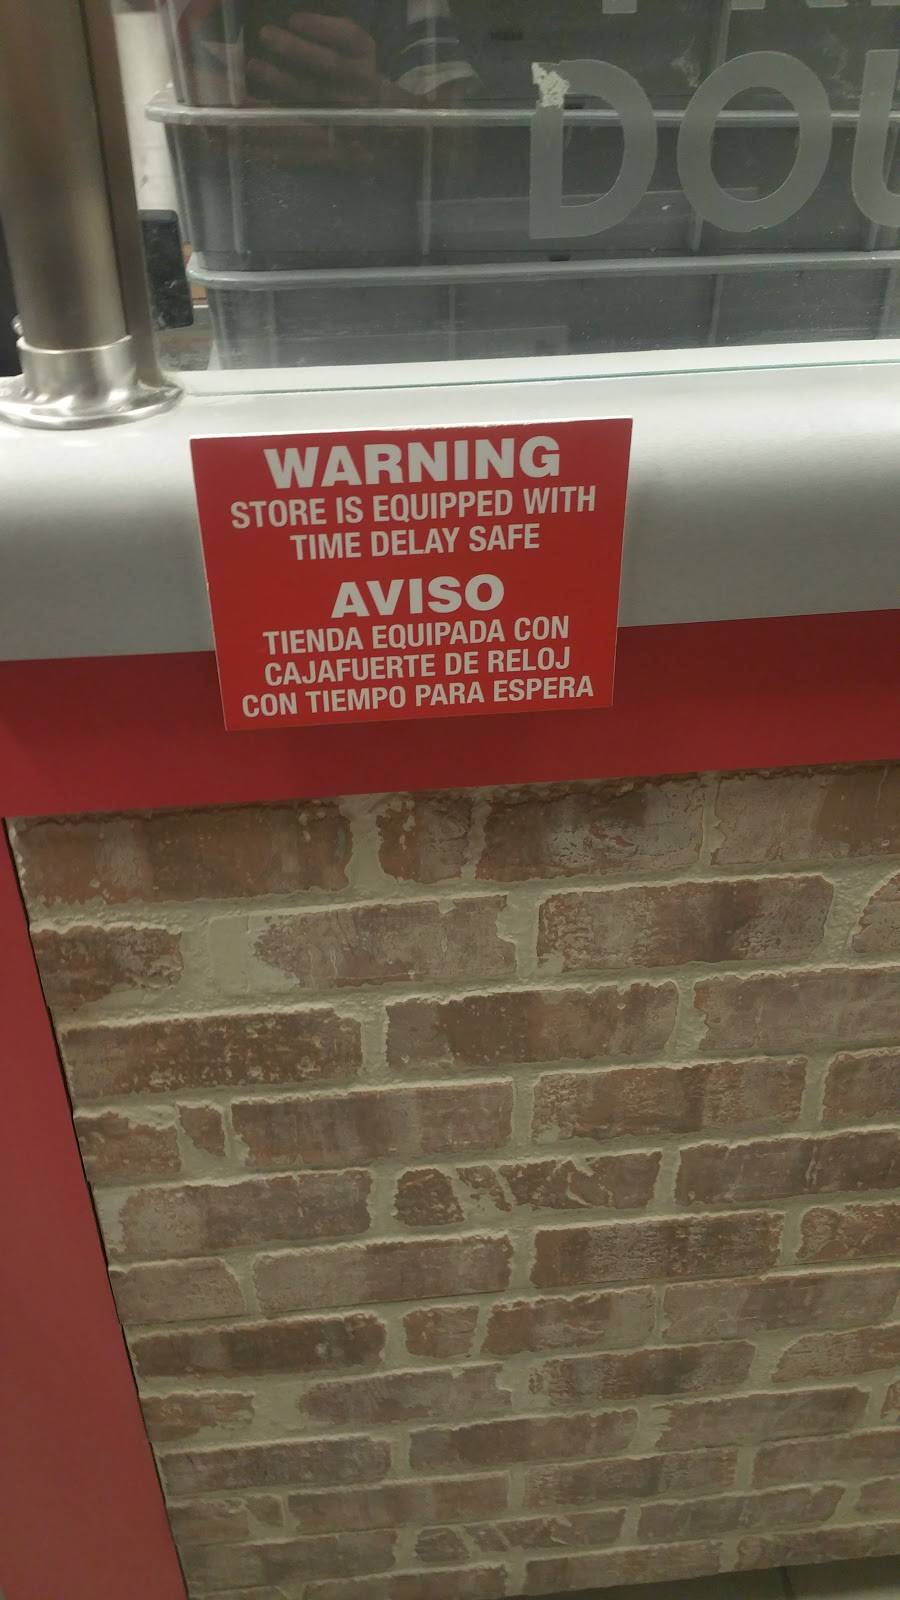 DOU
WARNING
STORE IS EQUIPPED WITH
TIME DELAY SAFE
AVISO
TIENDA EQUIPADA CON
CAJAFUERTE DE RELOJ
CON TIEMPO PARA ESPERA